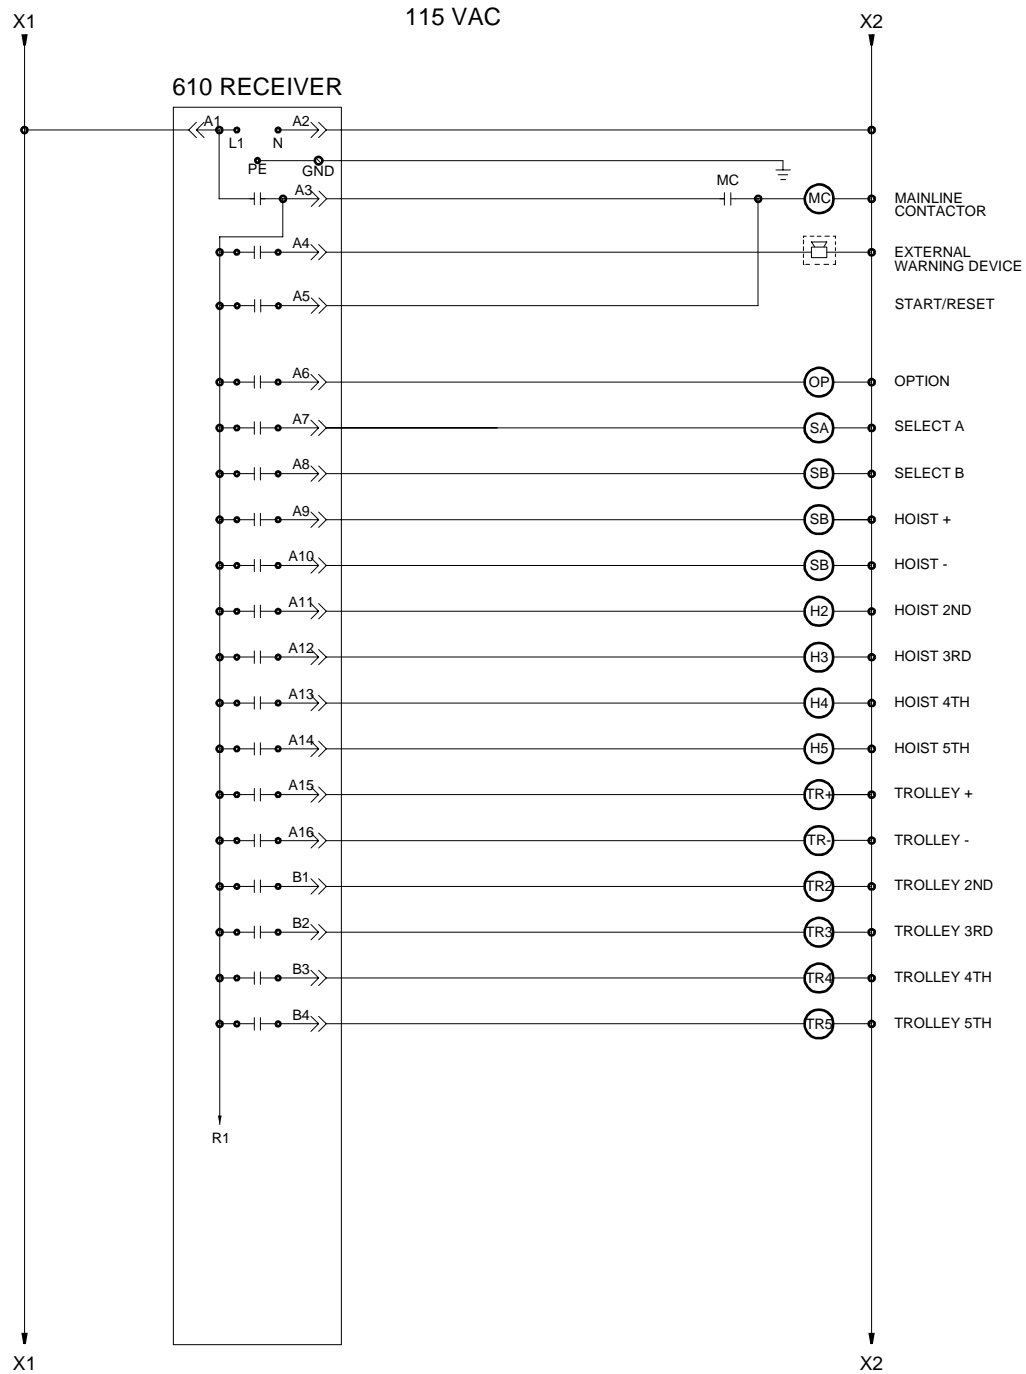 115 VAC
X1
X2
610 RECEIVER
A1
A2
L1
N
PE
GND
A3
MC
MC
MAINLINE
CONTACTOR
A4
EXTERNAL
WARNING DEVICE
A5
START/RESET
A6
OP
OPTION
A7
SA
SELECT A
A8
SB
SELECT B
A9
SB
HOIST +
A10
SB
HOIST -
A11
H2
HOIST 2ND
A12
H3
HOIST 3RD
A13
H4
HOIST 4TH
A14
H5
HOIST 5TH
A15
TR+
TROLLEY +
A16
TR-
TROLLEY -
B1
TR2
TROLLEY 2ND
B2
TR3
TROLLEY 3RD
B3
TR4
TROLLEY 4TH
B4
TR5
TROLLEY 5TH
R1
X1
X2